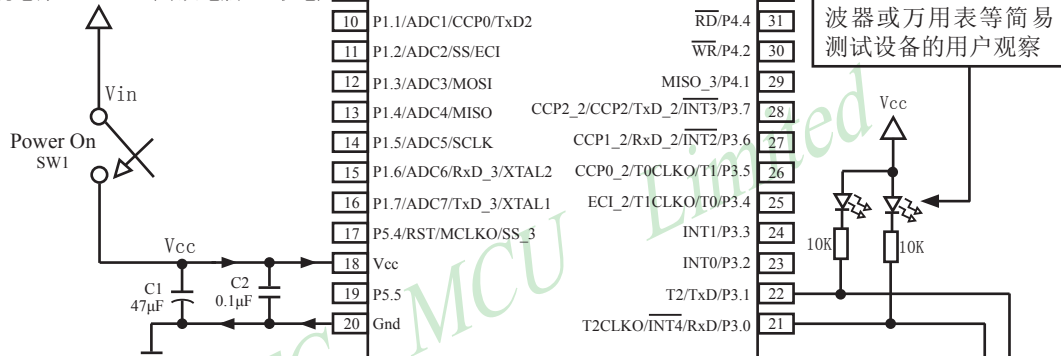 10 P1.1/ADC1/CCP0/TxD2
11 P1.2/ADC2/SS/ECI
12 P1.3/ADC3/MOSI
13 P1.4/ADC4/MISO
14 P1.5/ADC5/SCLK
15 P1.6/ADC6/RxD_3/XTAL2
16 P1.7/ADC7/TxD_3/XTAL1
17 P5.4/RST/MCLKO/SS_3
18 Vcc
19 P5.5
20 Gnd
RD/P4.4 31
WR/P4.2 30
MISO_3/P4.1 29
CCP2_2/CCP2/TxD_2/INT3/P3.7 28
CCP1_2/RxD_2/INT2/P3.6 27
CCP0_2/T0CLKO/T1/P3.5 26
ECI_2/T1CLKO/T0/P3.4 25
INT1/P3.3 24
INT0/P3.2 23
T2/TxD/P3.1 22
T2CLKO/INT4/RxD/P3.0 21
Vin
Power On
SW1
Vcc
C1
47μF
C2
0.1μF
波器或万用表等简易
测试设备的用户观察
Vcc
10K
10K
MCU Limited